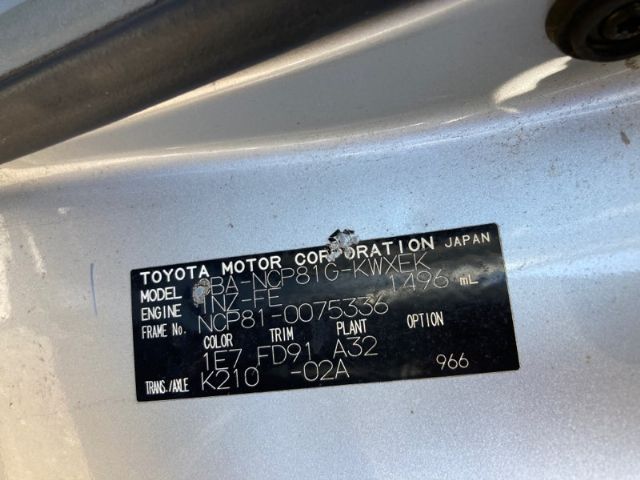 TOYOTA MOTOR CORPORATION JAPAN
MODEL DBA-NCP81G-KWXEK
ENGINE 1NZ-FE 1496 mL
FRAME No. NCP81-0075336
COLOR TRIM PLANT OPTION
1E7 FD91 A32
TRANS./AXLE K210 -02A 966